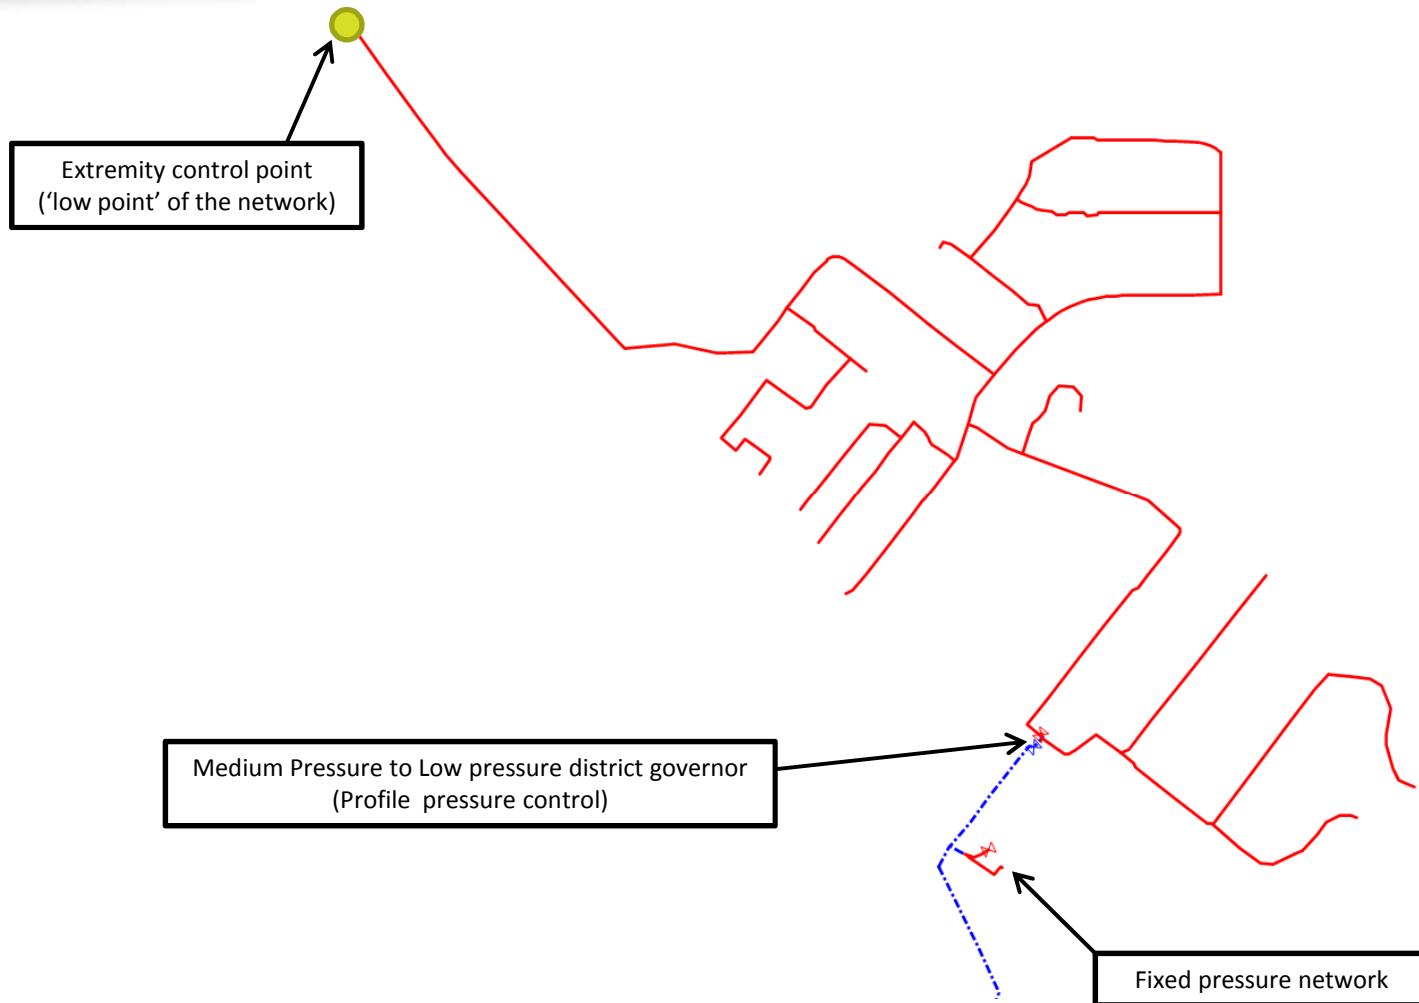 Extremity control point
(‘low point’ of the network)
Medium Pressure to Low pressure district governor
(Profile pressure control)
Fixed pressure network